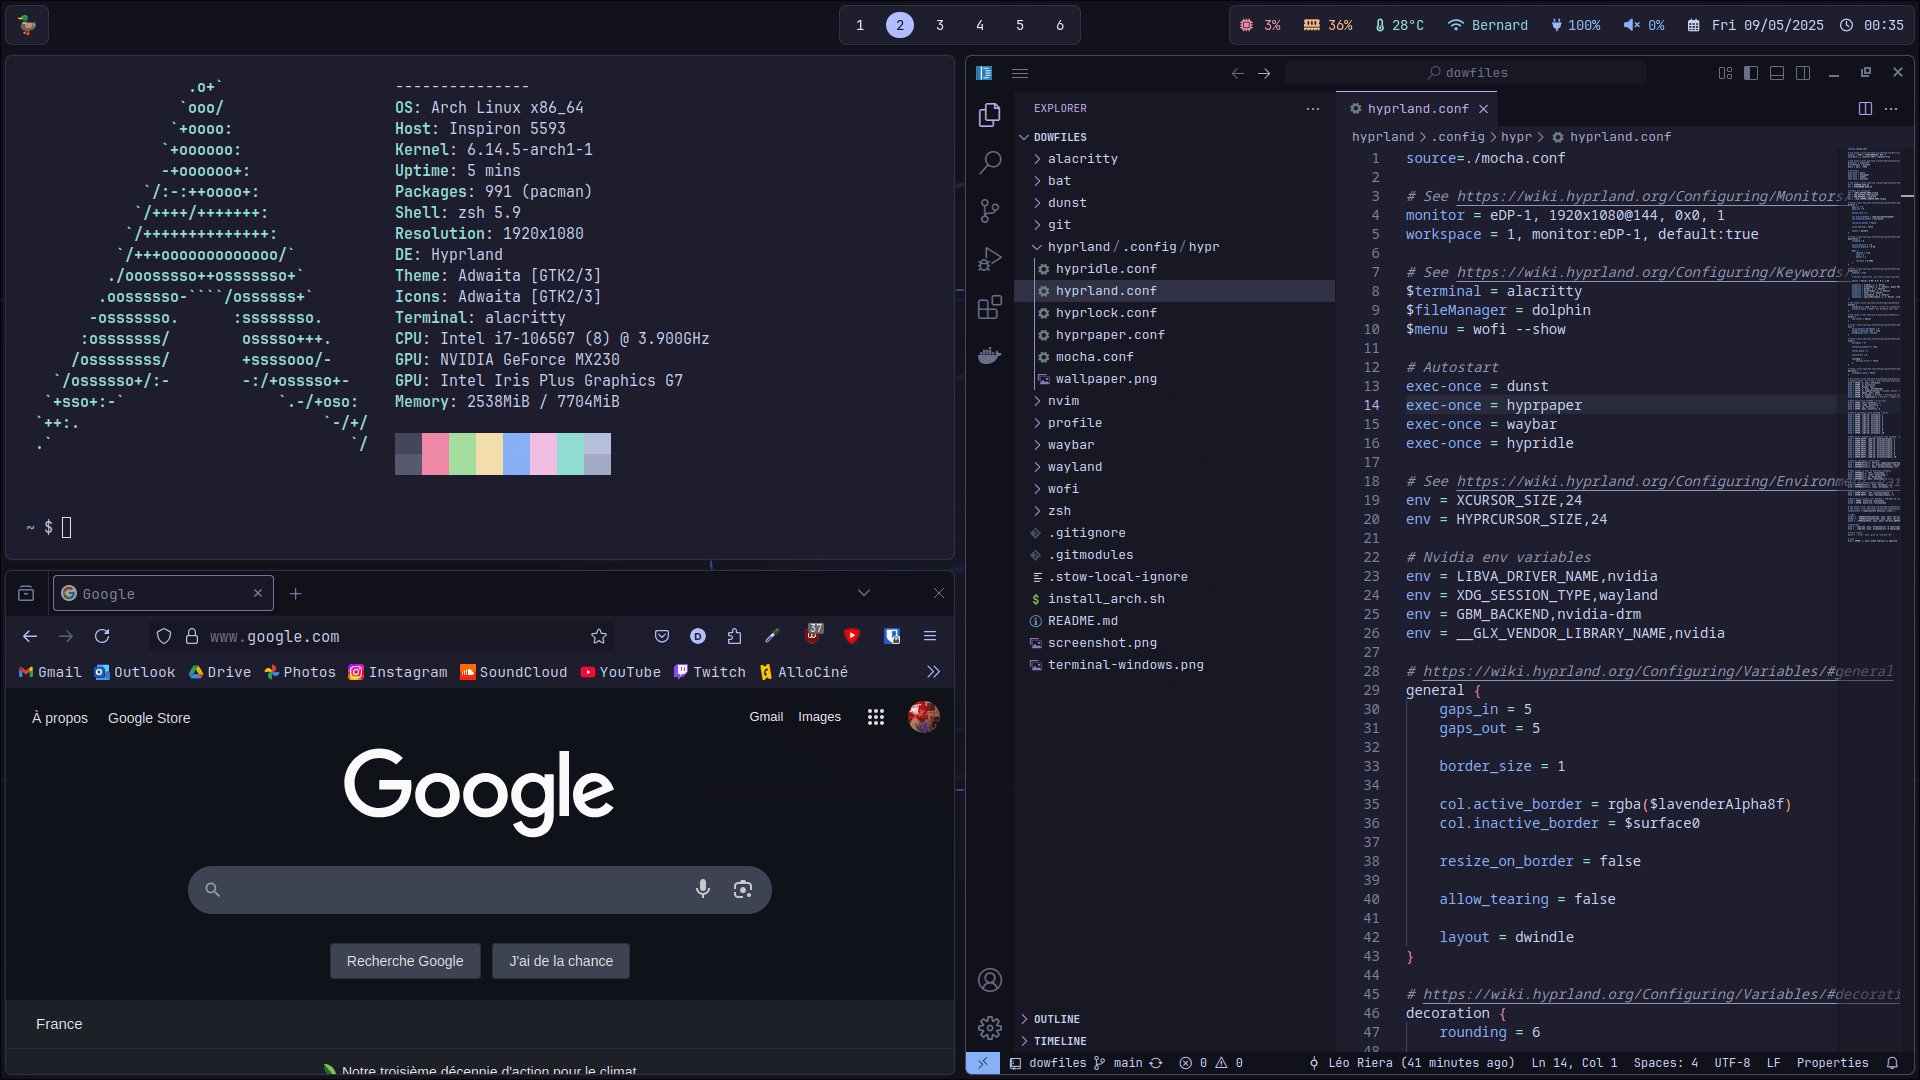 1 2 3 4 5 6
3% 36% 28°C Bernard 100% 0% Fri 09/05/2025 00:35
---------------
OS: Arch Linux x86_64
Host: Inspiron 5593
Kernel: 6.14.5-arch1-1
Uptime: 5 mins
Packages: 991 (pacman)
Shell: zsh 5.9
Resolution: 1920x1080
DE: Hyprland
Theme: Adwaita [GTK2/3]
Icons: Adwaita [GTK2/3]
Terminal: alacritty
CPU: Intel i7-1065G7 (8) @ 3.900GHz
GPU: NVIDIA GeForce MX230
GPU: Intel Iris Plus Graphics G7
Memory: 2538MiB / 7704MiB
~ $
Google
www.google.com
37
Gmail Outlook Drive Photos Instagram SoundCloud YouTube Twitch AlloCiné
À propos Google Store Gmail Images
Google
Recherche Google J'ai de la chance
France
Notre troisième décennie d'action pour le climat
dowfiles
EXPLORER
DOWFILES
alacritty
bat
dunst
git
hyprland/.config/hypr
hypridle.conf
hyprland.conf
hyprlock.conf
hyprpaper.conf
mocha.conf
wallpaper.png
nvim
profile
waybar
wayland
wofi
zsh
.gitignore
.gitmodules
.stow-local-ignore
install_arch.sh
README.md
screenshot.png
terminal-windows.png
OUTLINE
TIMELINE
hyprland.conf
hyprland > .config > hypr > hyprland.conf
1 source=./mocha.conf
2
3 # See https://wiki.hyprland.org/Configuring/Monitors/
4 monitor = eDP-1, 1920x1080@144, 0x0, 1
5 workspace = 1, monitor:eDP-1, default:true
6
7 # See https://wiki.hyprland.org/Configuring/Keywords/
8 $terminal = alacritty
9 $fileManager = dolphin
10 $menu = wofi --show
11
12 # Autostart
13 exec-once = dunst
14 exec-once = hyprpaper
15 exec-once = waybar
16 exec-once = hypridle
17
18 # See https://wiki.hyprland.org/Configuring/Environme
19 env = XCURSOR_SIZE,24
20 env = HYPRCURSOR_SIZE,24
21
22 # Nvidia env variables
23 env = LIBVA_DRIVER_NAME,nvidia
24 env = XDG_SESSION_TYPE,wayland
25 env = GBM_BACKEND,nvidia-drm
26 env = __GLX_VENDOR_LIBRARY_NAME,nvidia
27
28 # https://wiki.hyprland.org/Configuring/Variables/#general
29 general {
30 gaps_in = 5
31 gaps_out = 5
32
33 border_size = 1
34
35 col.active_border = rgba($lavenderAlpha8f)
36 col.inactive_border = $surface0
37
38 resize_on_border = false
39
40 allow_tearing = false
41
42 layout = dwindle
43 }
44
45 # https://wiki.hyprland.org/Configuring/Variables/#decorati
46 decoration {
47 rounding = 6
48
dowfiles main 0 0 Léo Riera (41 minutes ago) Ln 14, Col 1 Spaces: 4 UTF-8 LF Properties